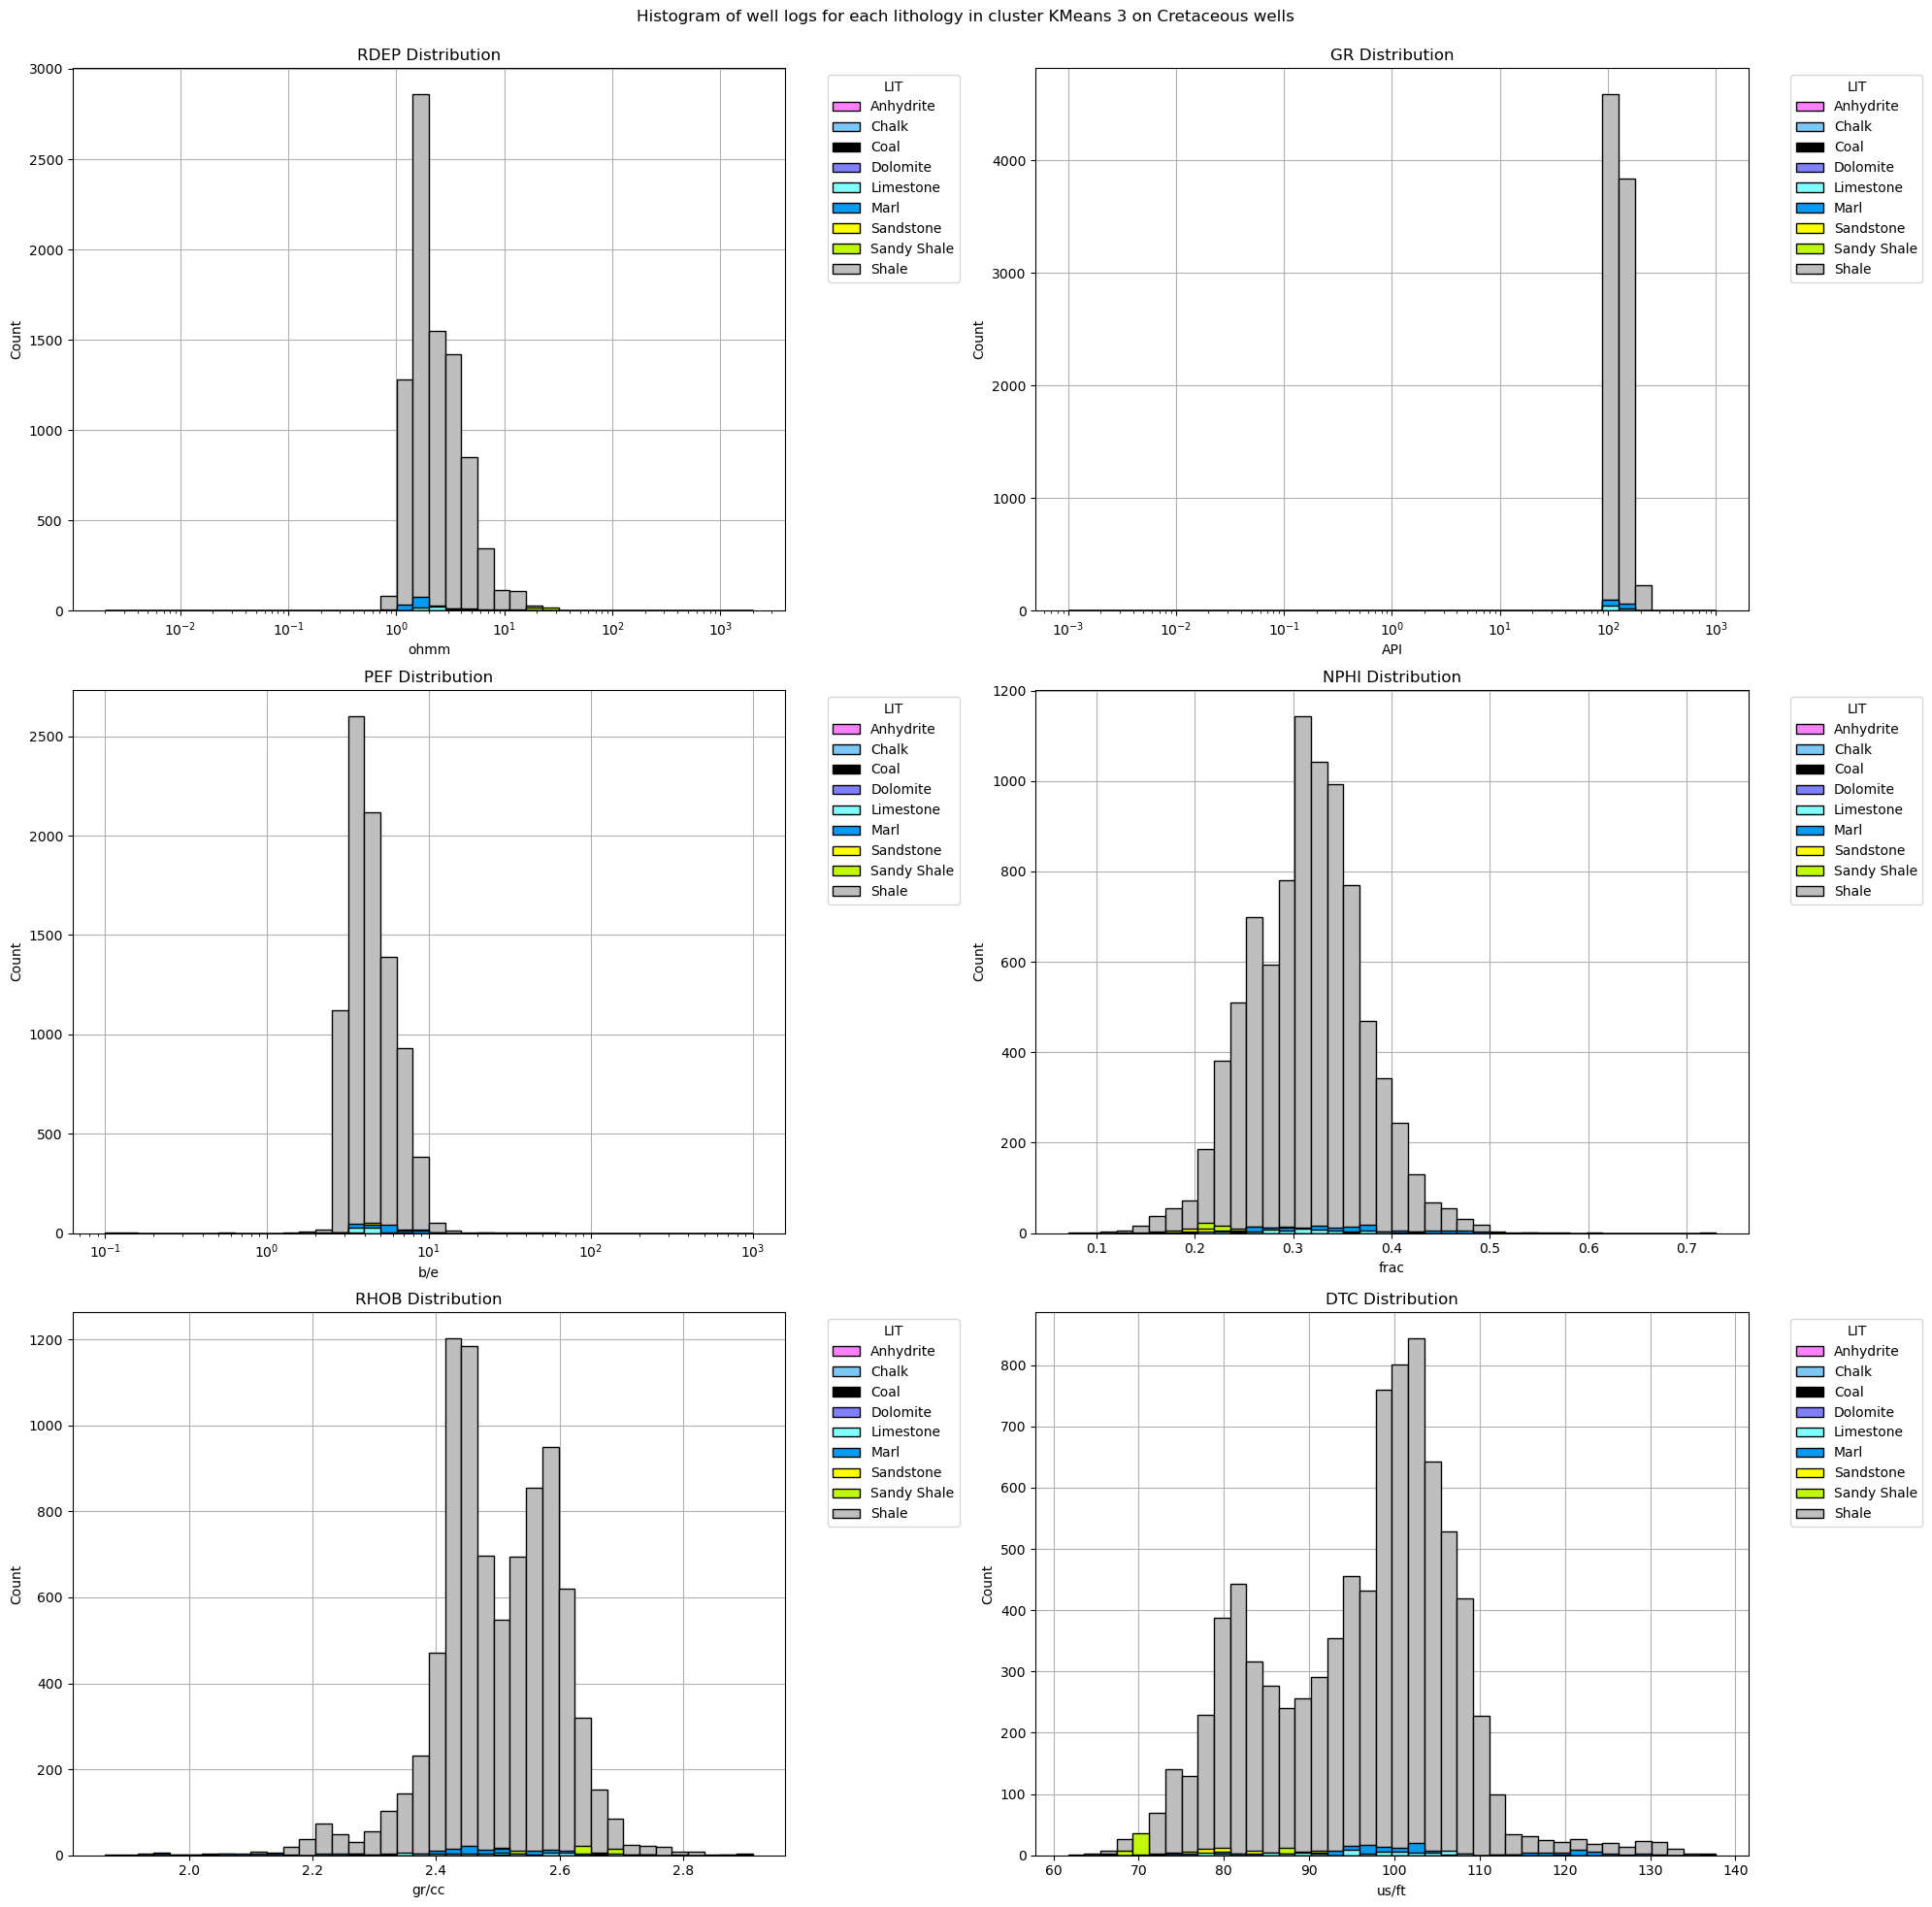 Histogram of well logs for each lithology in cluster KMeans 3 on Cretaceous wells
RDEP Distribution
Count
3000
2500
2000
1500
1000
500
0
10⁻² 10⁻¹ 10⁰ 10¹ 10² 10³
ohmm
LIT
Anhydrite
Chalk
Coal
Dolomite
Limestone
Marl
Sandstone
Sandy Shale
Shale
GR Distribution
Count
4000
3000
2000
1000
0
10⁻³ 10⁻² 10⁻¹ 10⁰ 10¹ 10² 10³
API
LIT
Anhydrite
Chalk
Coal
Dolomite
Limestone
Marl
Sandstone
Sandy Shale
Shale
PEF Distribution
Count
2500
2000
1500
1000
500
0
10⁻¹ 10⁰ 10¹ 10² 10³
b/e
LIT
Anhydrite
Chalk
Coal
Dolomite
Limestone
Marl
Sandstone
Sandy Shale
Shale
NPHI Distribution
Count
1200
1000
800
600
400
200
0
0.1 0.2 0.3 0.4 0.5 0.6 0.7
frac
LIT
Anhydrite
Chalk
Coal
Dolomite
Limestone
Marl
Sandstone
Sandy Shale
Shale
RHOB Distribution
Count
1200
1000
800
600
400
200
0
2.0 2.2 2.4 2.6 2.8
gr/cc
LIT
Anhydrite
Chalk
Coal
Dolomite
Limestone
Marl
Sandstone
Sandy Shale
Shale
DTC Distribution
Count
800
700
600
500
400
300
200
100
0
60 70 80 90 100 110 120 130 140
us/ft
LIT
Anhydrite
Chalk
Coal
Dolomite
Limestone
Marl
Sandstone
Sandy Shale
Shale